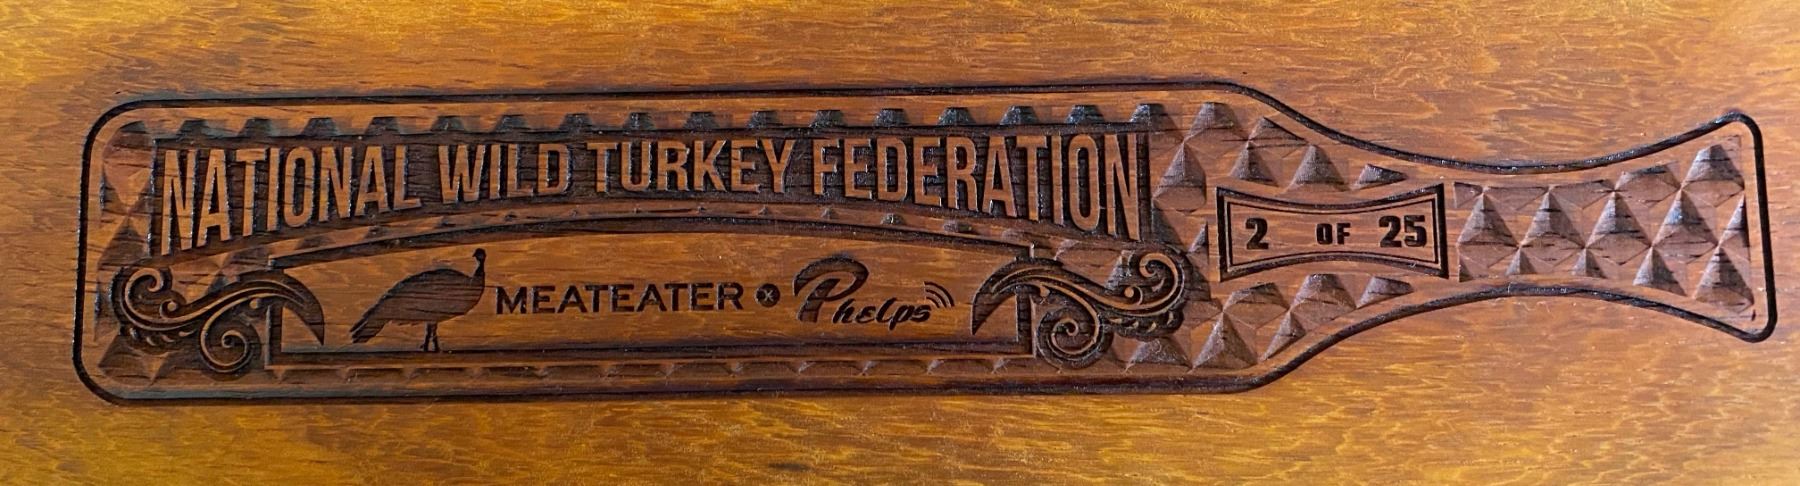 NATIONAL WILD TURKEY FEDERATION
MEATEATER x Phelps
2 OF 25